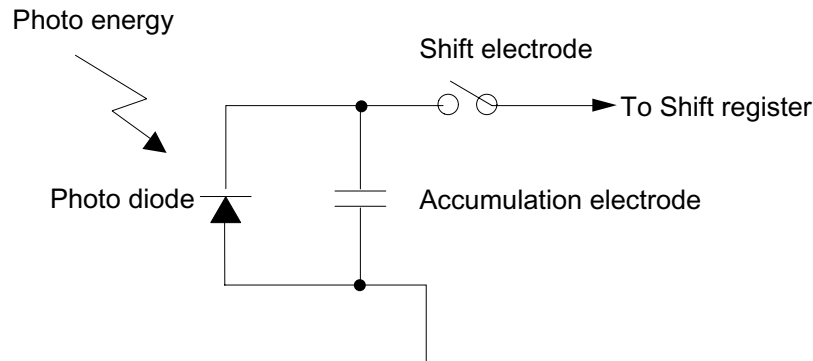 Photo energy
Shift electrode
To Shift register
Photo diode
Accumulation electrode